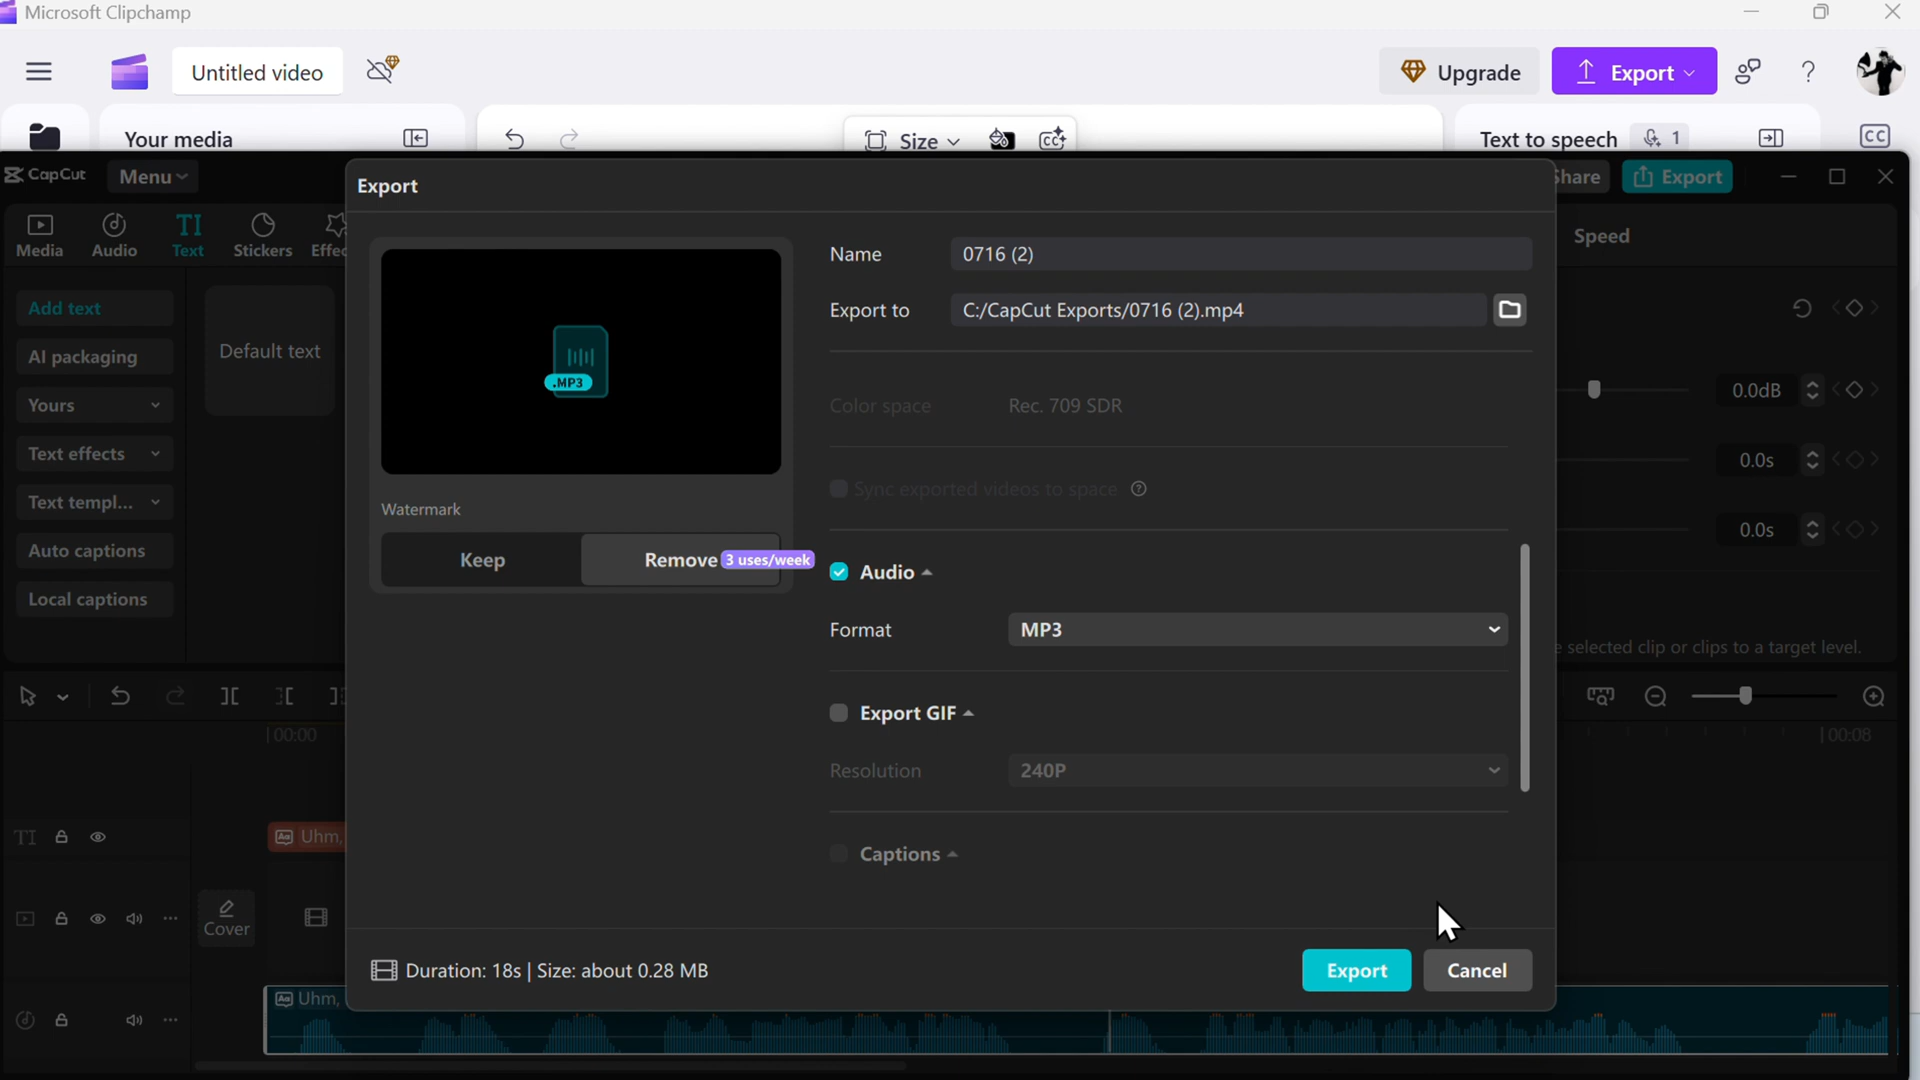 Microsoft Clipchamp
Untitled video
Upgrade
Export
Your media
Size
CC
Text to speech
1
CC
CapCut
Menu
Export
Share
Export
Media
Audio
TI
Text
Stickers
Effec
Add text
AI packaging
Yours
Text effects
Text templ...
Auto captions
Local captions
Default text
.MP3
Watermark
Keep
Remove
3 uses/week
Name
0716 (2)
Export to
C:/CapCut Exports/0716 (2).mp4
Color space
Rec. 709 SDR
Sync exported videos to space
Audio
Format
MP3
Export GIF
Resolution
240P
Captions
Duration: 18s | Size: about 0.28 MB
Export
Cancel
Speed
0.0dB
0.0s
0.0s
selected clip or clips to a target level.
00:00
00:08
TI
Uhm,
Cover
Uhm,